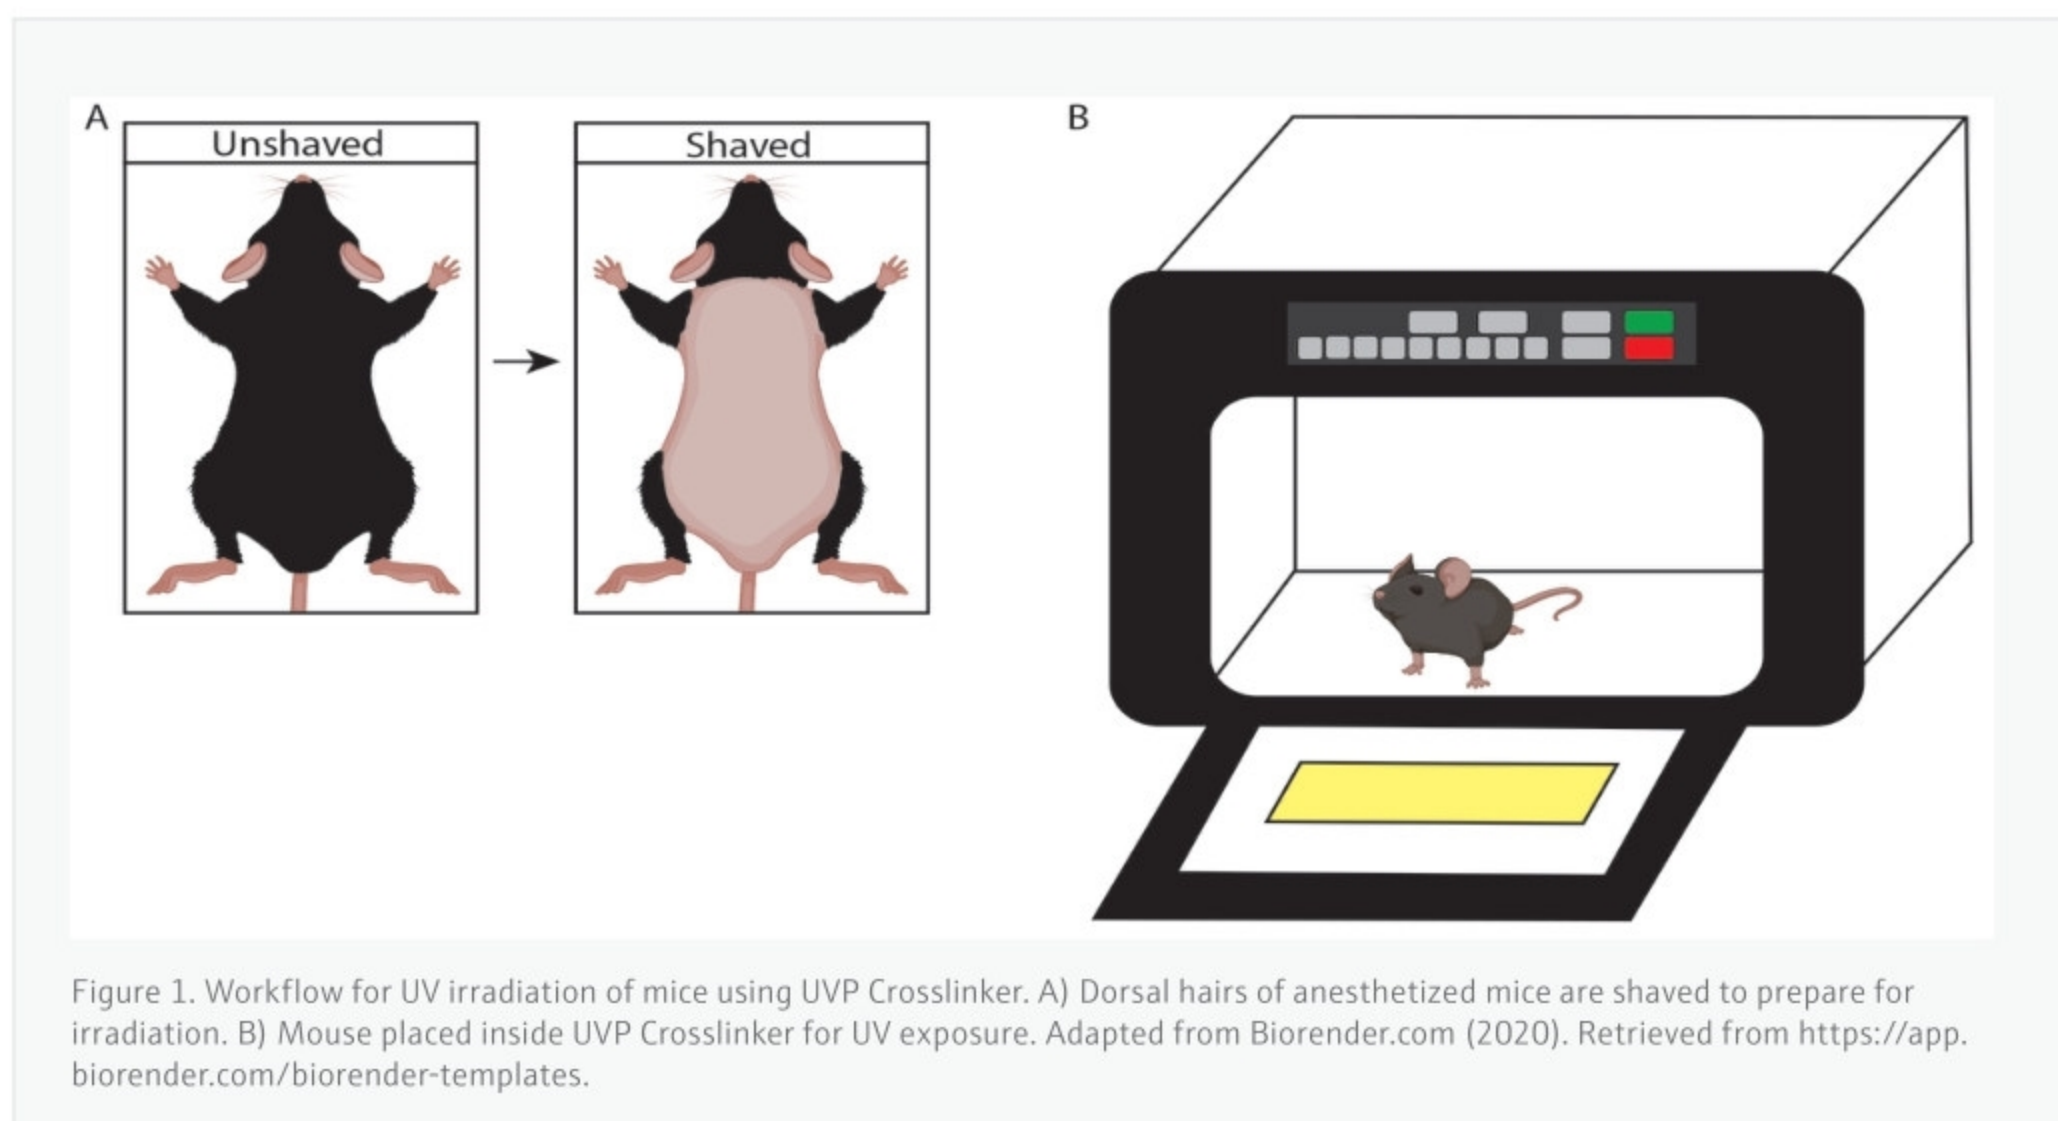 A
Unshaved
Shaved
B
Figure 1. Workflow for UV irradiation of mice using UVP Crosslinker. A) Dorsal hairs of anesthetized mice are shaved to prepare for
irradiation. B) Mouse placed inside UVP Crosslinker for UV exposure. Adapted from Biorender.com (2020). Retrieved from https://app.
biorender.com/biorender-templates.